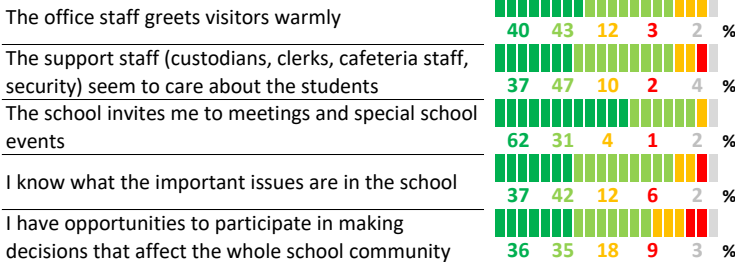 The office staff greets visitors warmly
40 43 12 3 2 %
The support staff (custodians, clerks, cafeteria staff,
security) seem to care about the students
37 47 10 2 4 %
The school invites me to meetings and special school
events
62 31 4 1 2 %
I know what the important issues are in the school
37 42 12 6 2 %
I have opportunities to participate in making
decisions that affect the whole school community
36 35 18 9 3 %